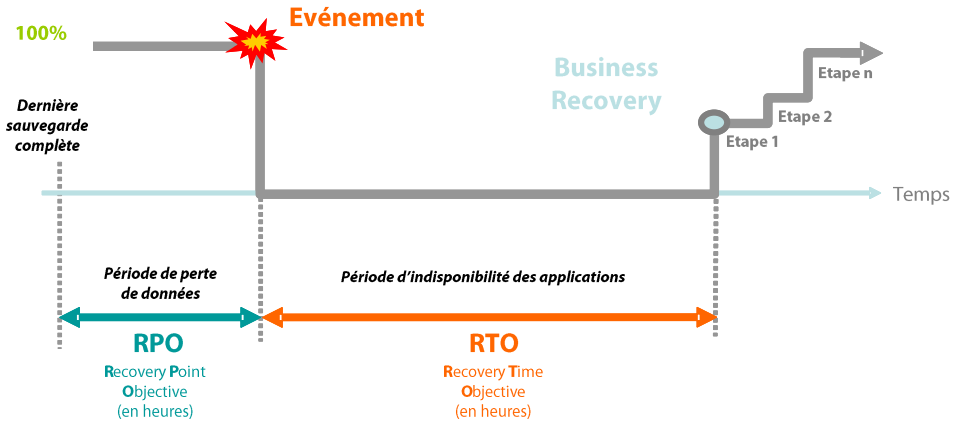 Evénement
100%
Business
Recovery
Etape n
Dernière
sauvegarde
complète
Etape 2
Etape 1
Temps
Période de perte
de données
Période d'indisponibilité des applications
RPO
Recovery Point
Objective
(en heures)
RTO
Recovery Time
Objective
(en heures)